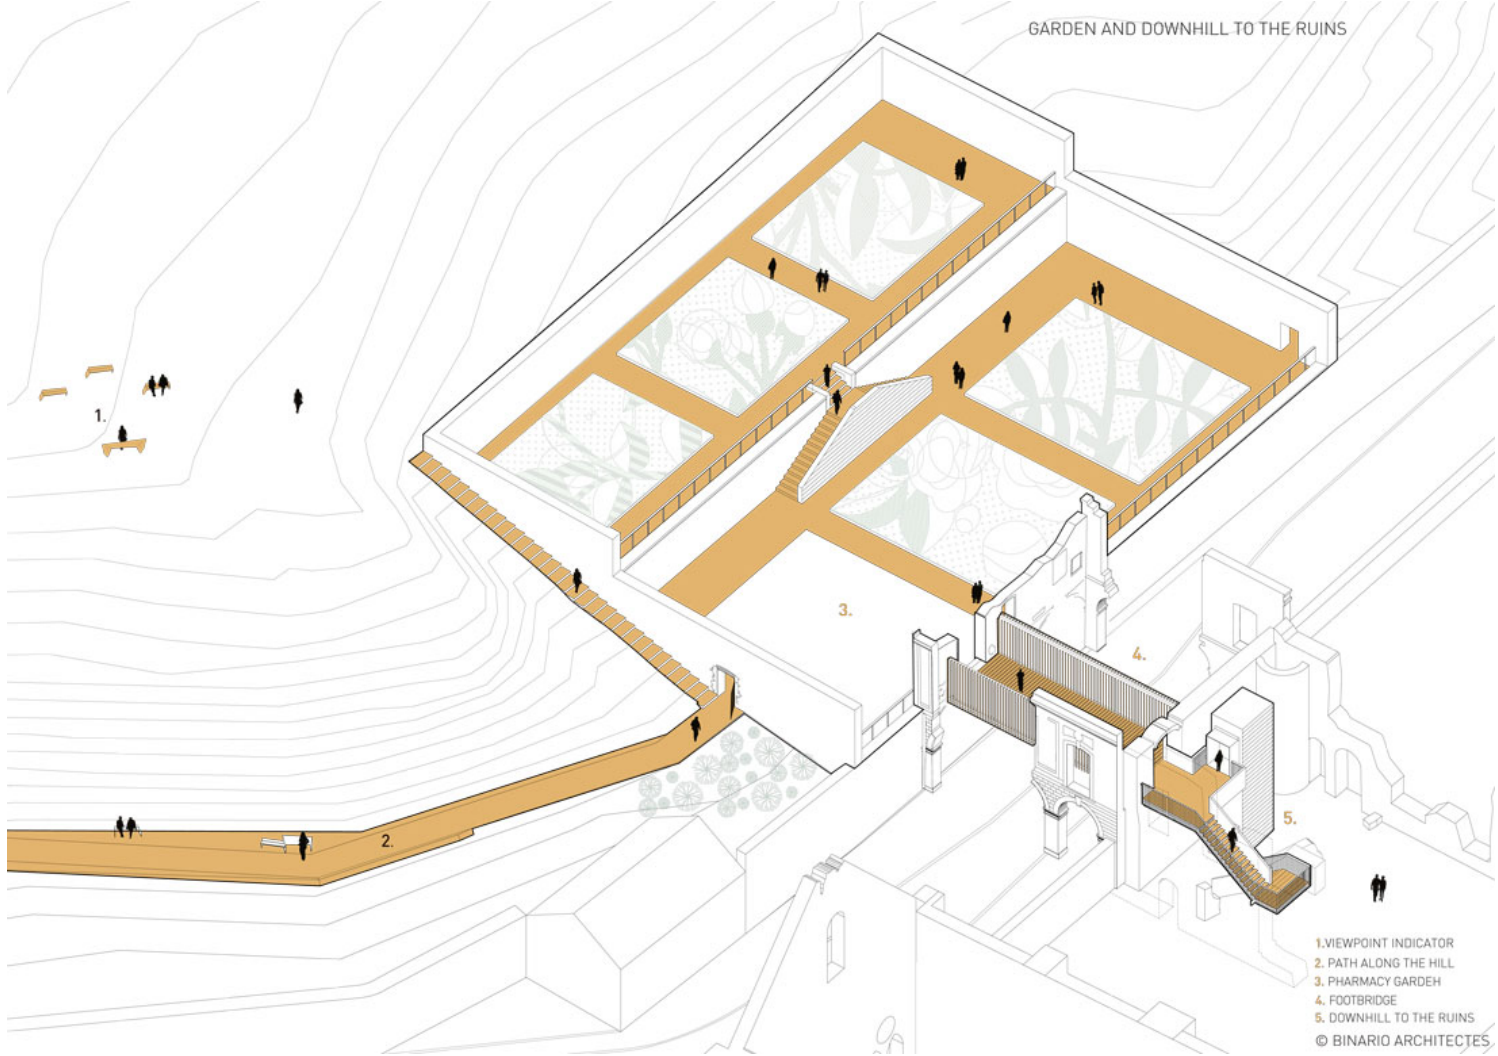 GARDEN AND DOWNHILL TO THE RUINS
1.
2.
3.
4.
5.
1.VIEWPOINT INDICATOR
2. PATH ALONG THE HILL
3. PHARMACY GARDEH
4. FOOTBRIDGE
5. DOWNHILL TO THE RUINS
© BINARIO ARCHITECTES